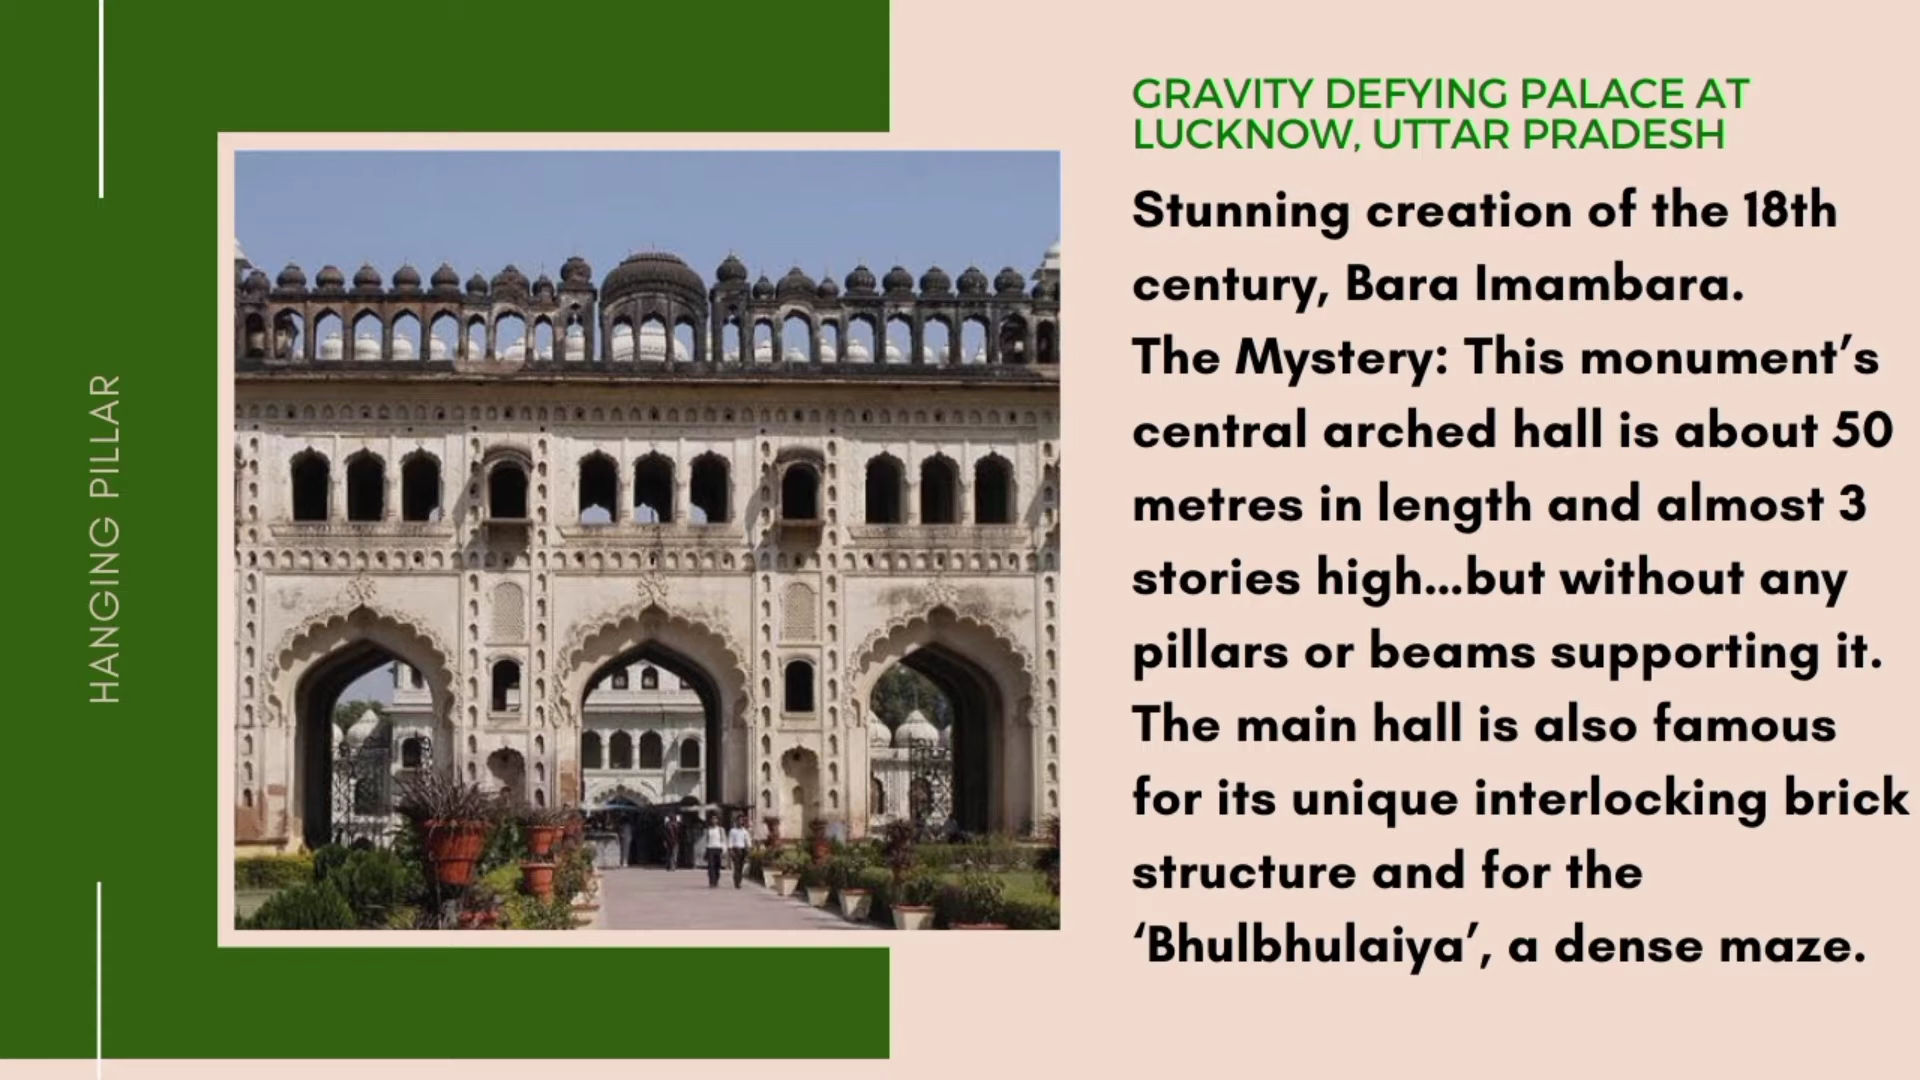 HANGING PILLAR
GRAVITY DEFYING PALACE AT
LUCKNOW, UTTAR PRADESH
Stunning creation of the 18th
century, Bara Imambara.
The Mystery: This monument’s
central arched hall is about 50
metres in length and almost 3
stories high...but without any
pillars or beams supporting it.
The main hall is also famous
for its unique interlocking brick
structure and for the
‘Bhulbhulaiya’, a dense maze.